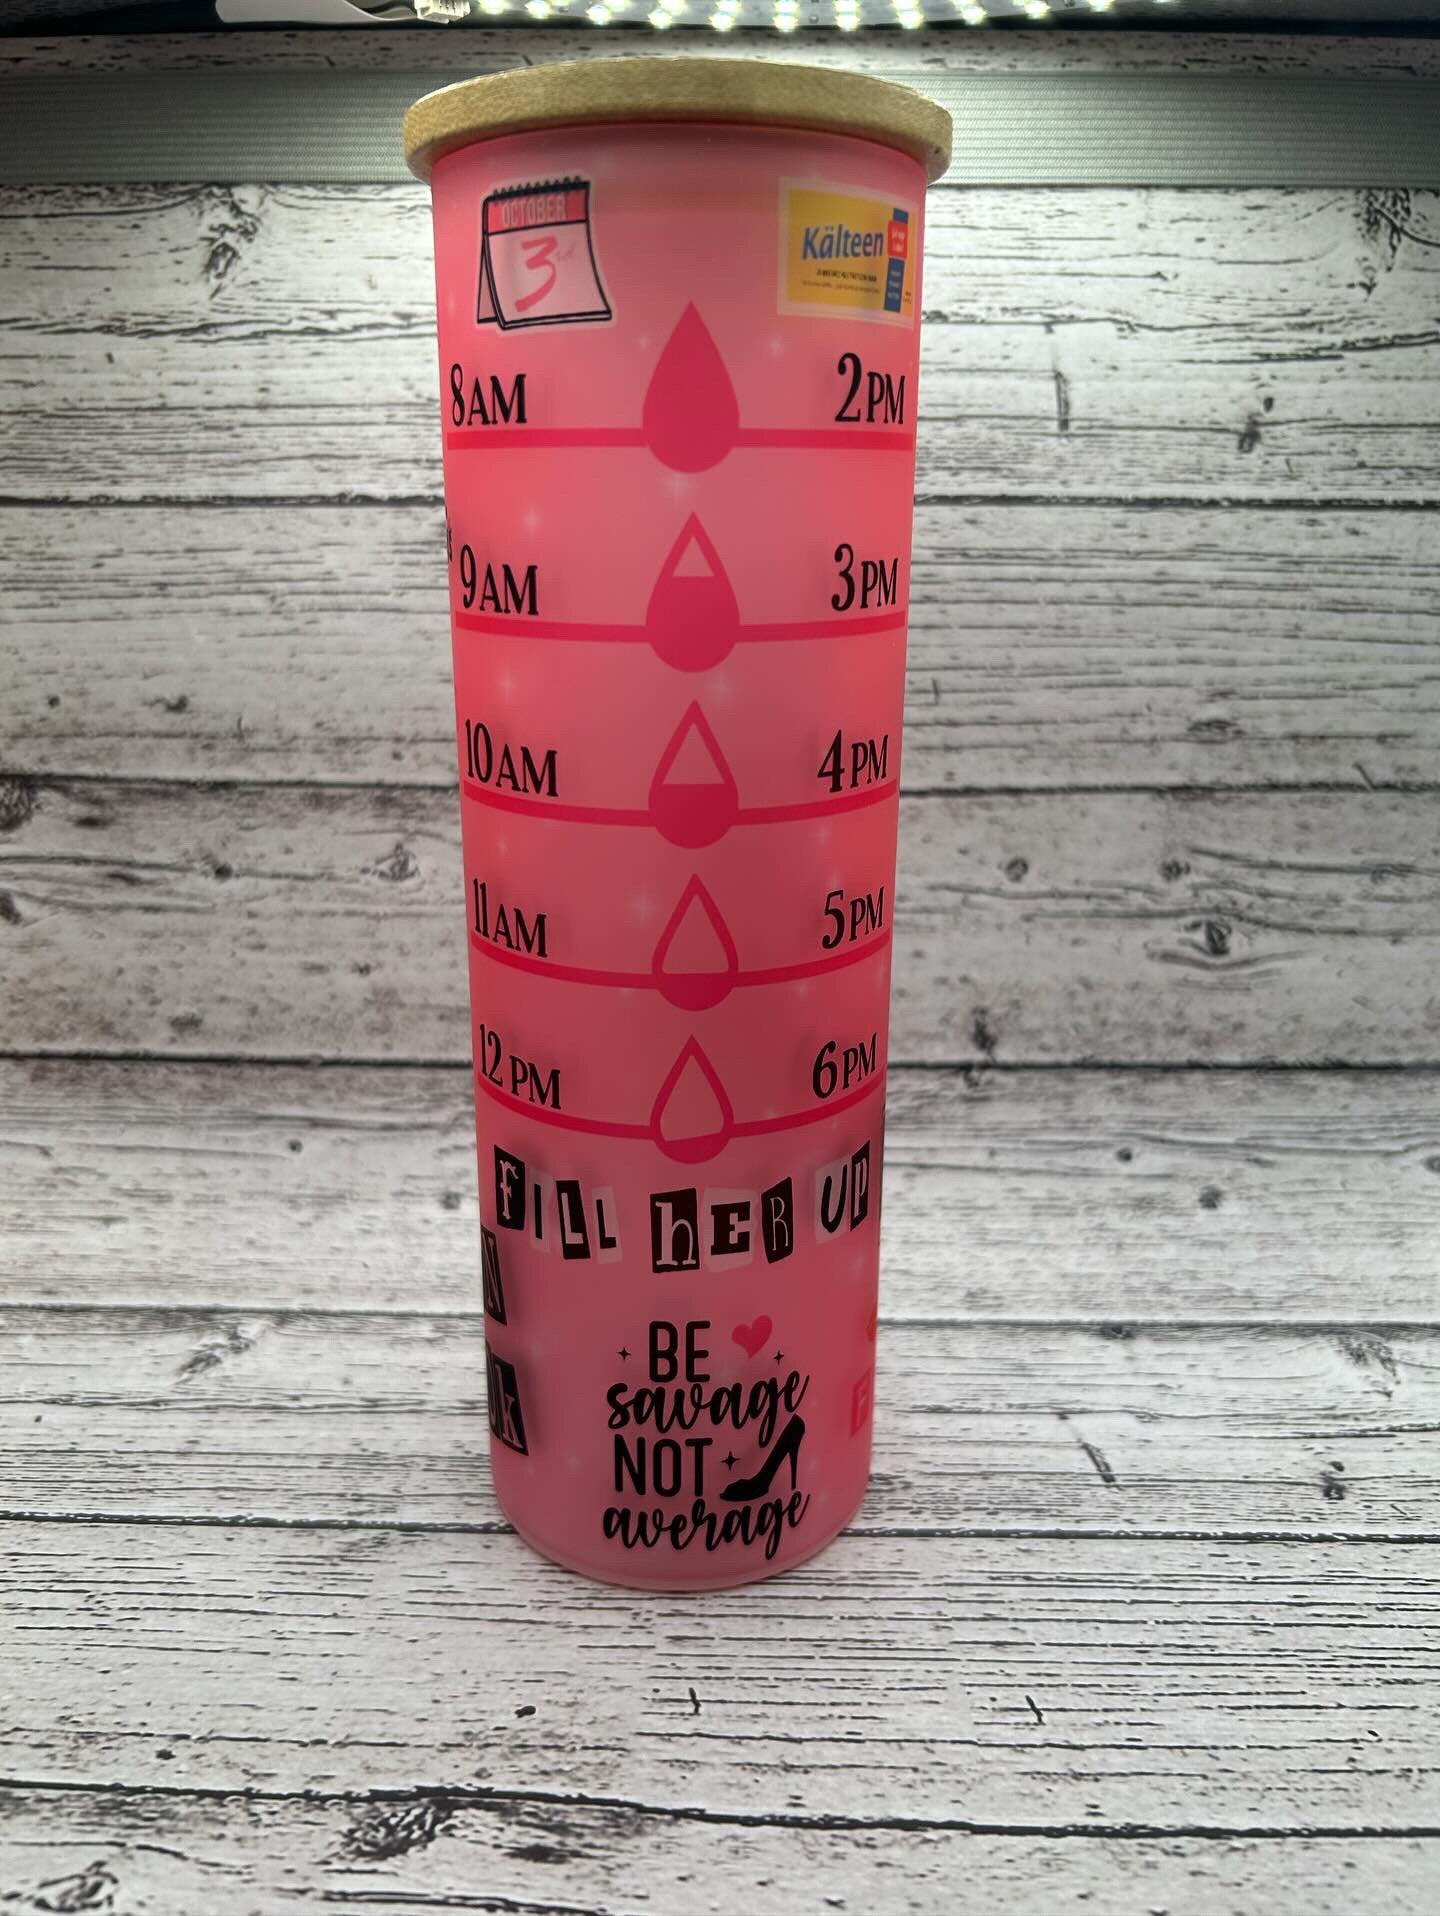 OCTOBER
3rd
Kälteen
8AM
2PM
9AM
3PM
10AM
4PM
11AM
5PM
12 PM
6PM
FILL HER UP
BE
savage
NOT
average